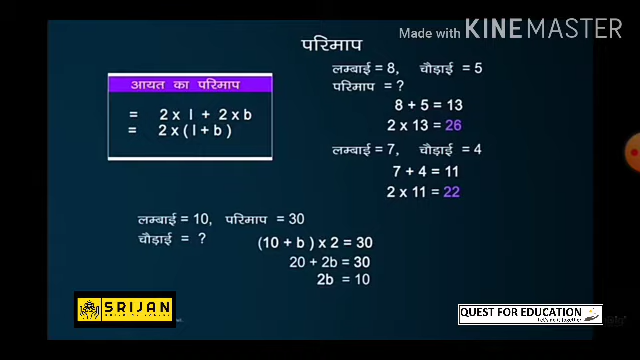 Made with KINEMASTER
परिमाप
आयत का परिमाप
= 2 x l + 2 x b
= 2 x ( l + b )
लम्बाई = 8, चौड़ाई = 5
परिमाप = ?
8 + 5 = 13
2 x 13 = 26
लम्बाई = 7, चौड़ाई = 4
7 + 4 = 11
2 x 11 = 22
लम्बाई = 10, परिमाप = 30
चौड़ाई = ?
(10 + b ) x 2 = 30
20 + 2b = 30
2b = 10
SRIJAN
QUEST FOR EDUCATION